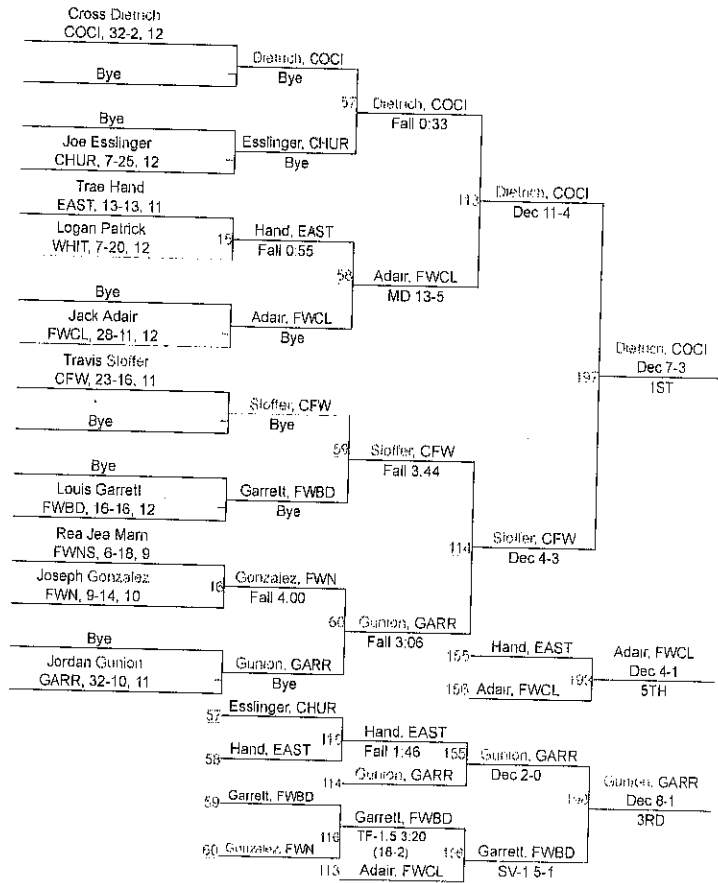 Cross Dietrich
COCI, 32-2, 12
Dietrich, COCI
Bye
Bye
57
Dietrich, COCI
Fall 0:33
Bye
Joe Esslinger
CHUR, 7-25, 12
Esslinger, CHUR
Bye
113
Dietrich, COCI
Dec 11-4
Trae Hand
EAST, 13-13, 11
Logan Patrick
WHIT, 7-20, 12
15
Hand, EAST
Fall 0:55
58
Adair, FWCL
MD 13-5
Bye
Jack Adair
FWCL, 28-11, 12
Adair, FWCL
Bye
197
Dietrich, COCI
Dec 7-3
1ST
Travis Sloffer
CFW, 23-16, 11
Sloffer, CFW
Bye
Bye
59
Sloffer, CFW
Fall 3:44
Bye
Louis Garrett
FWBD, 16-16, 12
Garrett, FWBD
Bye
114
Sloffer, CFW
Dec 4-3
Rea Jea Marn
FWNS, 6-18, 9
Joseph Gonzalez
FWN, 9-14, 10
16
Gonzalez, FWN
Fall 4:00
60
Gunion, GARR
Fall 3:06
Bye
Jordan Gunion
GARR, 32-10, 11
Gunion, GARR
Bye
155
Hand, EAST
156
Adair, FWCL
Adair, FWCL
Dec 4-1
5TH
57
Esslinger, CHUR
58
Hand, EAST
115
Hand, EAST
Fall 1:46
114
Gunion, GARR
155
Gunion, GARR
Dec 2-0
Gunion, GARR
Dec 8-1
3RD
59
Garrett, FWBD
60
Gonzalez, FWN
116
Garrett, FWBD
TF-1.5 3:20
(18-2)
113
Adair, FWCL
156
Garrett, FWBD
SV-1 5-1